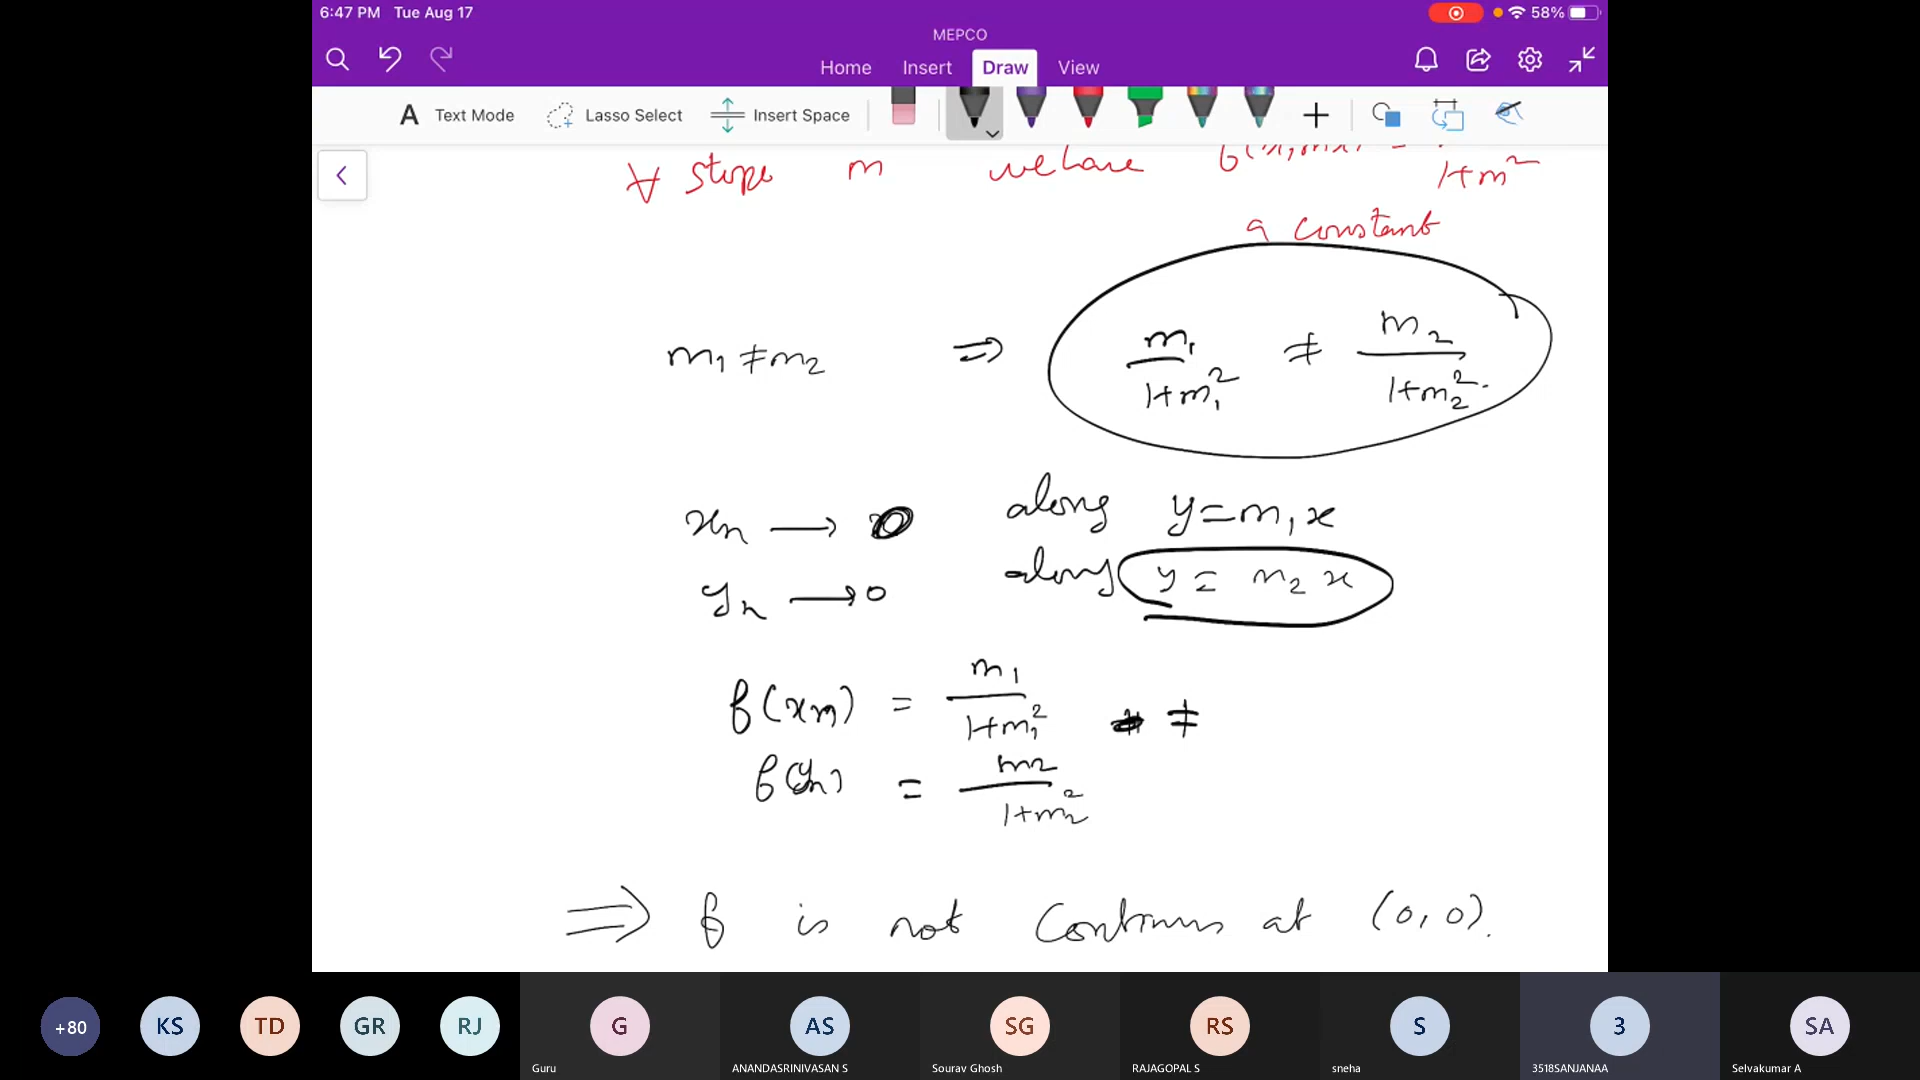 6:47 PM Tue Aug 17 58%
MEPCO
Home Insert Draw View
A Text Mode Lasso Select Insert Space
∀ slope m we have f(x,mx) = 1+m²
a constant
m₁ ≠ m₂ ⇒ m₁/(1+m₁²) ≠ m₂/(1+m₂²).
xₙ → 0 along y=m₁x
yₙ → 0 along y = m₂x
f(xₙ) = m₁/(1+m₁²) ≠
f(yₙ) = m₂/(1+m₂²)
⇒ f is not at (0,0).
+80 KS TD GR RJ G AS SG RS S 3 SA
Guru ANANDASRINIVASAN S Sourav Ghosh RAJAGOPAL S sneha 3518SANJANAA Selvakumar A